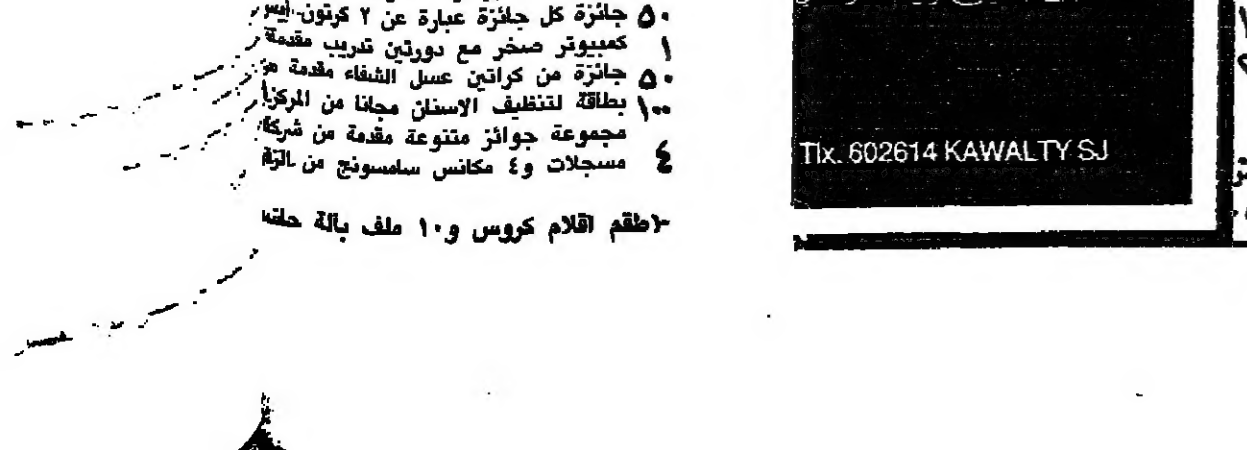 ٥٠ جائزة كل جائزة عبارة عن ٢ كرتون
١ كمبيوتر صخر مع دورتين تدريب مقدمة
٥٠ جائزة من كراتين عسل الشفاء مقدمة
١٠٠ بطاقة لتنظيف الاسنان مجانا من المركز
مجموعة جوائز متنوعة مقدمة من شركة
٤ مسجلات و٤ مكانس سامسونج من
طقم اقلام كروس و١٠ ملف بألة
Tlx. 602614 KAWALTY SJ